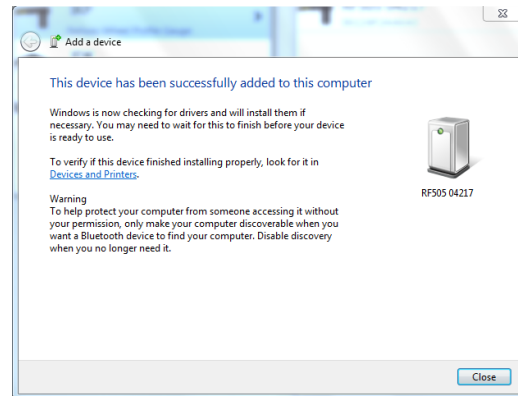 Add a device
This device has been successfully added to this computer
Windows is now checking for drivers and will install them if
necessary. You may need to wait for this to finish before your device
is ready to use.
To verify if this device finished installing properly, look for it in
Devices and Printers.
Warning
To help protect your computer from someone accessing it without
your permission, only make your computer discoverable when you
want a Bluetooth device to find your computer. Disable discovery
when you no longer need it.
RF505 04217
Close